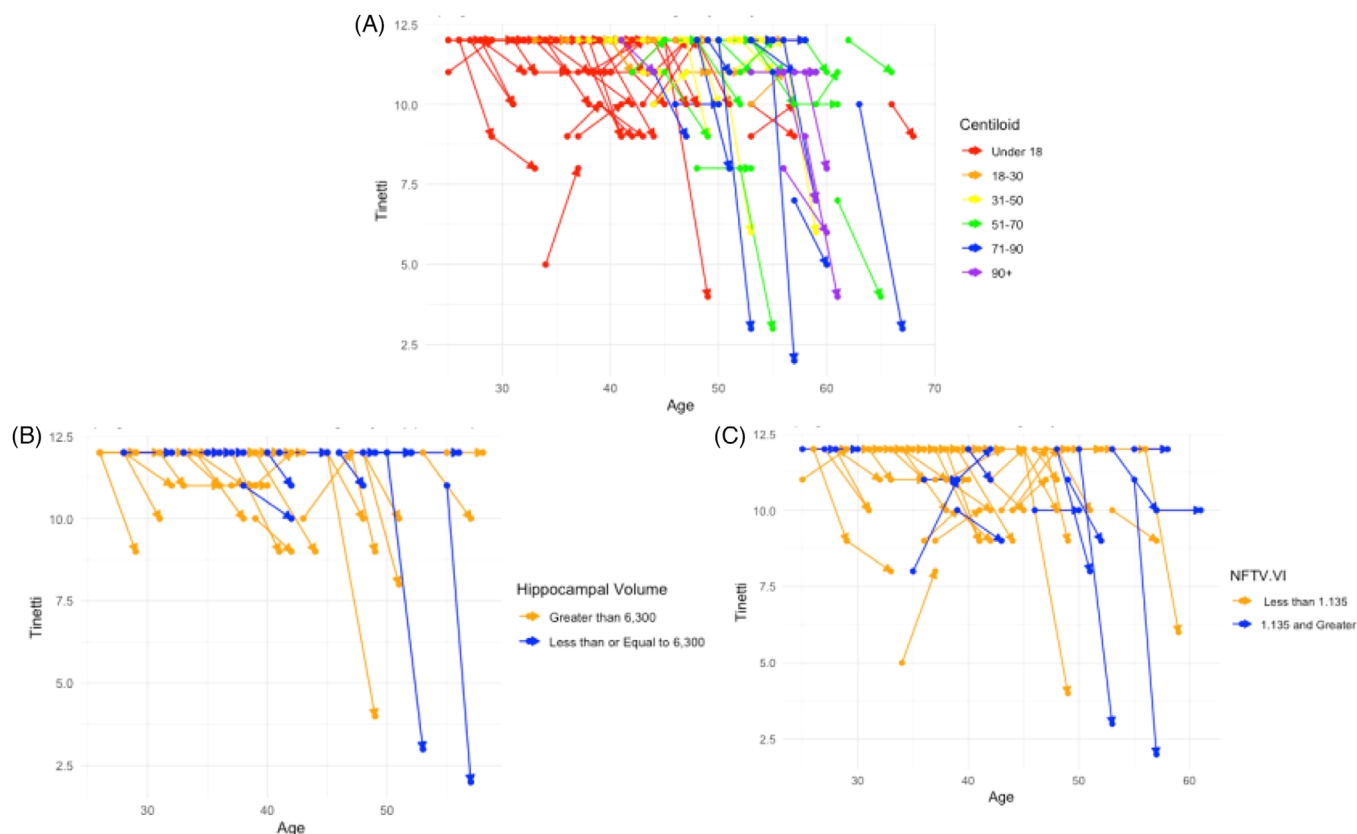 (A)
12.5
10.0
7.5
5.0
2.5
Tinetti
30
40
50
60
70
Age
Centiloid
Under 18
18-30
31-50
51-70
71-90
90+
(B)
12.5
10.0
7.5
5.0
2.5
Tinetti
30
40
50
Age
Hippocampal Volume
Greater than 6,300
Less than or Equal to 6,300
(C)
12.5
10.0
7.5
5.0
2.5
Tinetti
30
40
50
60
Age
NFTV.VI
Less than 1.135
1.135 and Greater